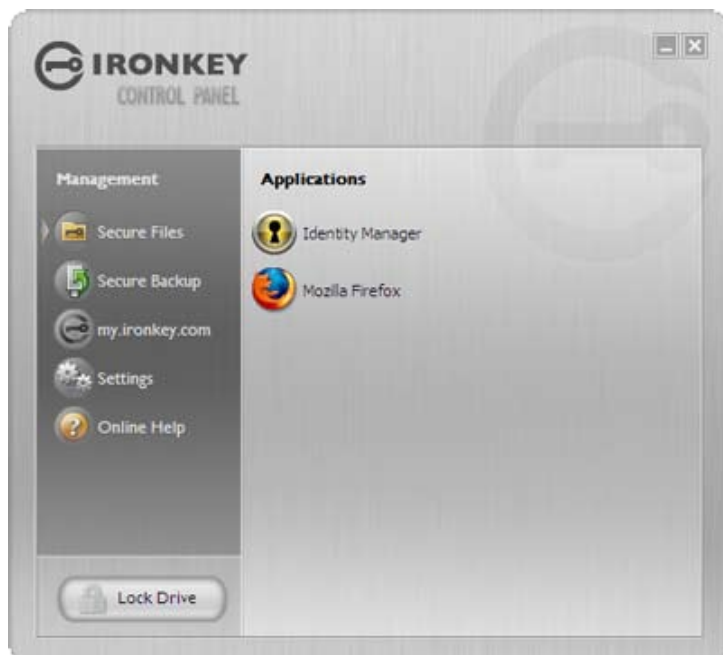 IRONKEY
CONTROL PANEL
Management
Secure Files
Secure Backup
my.ironkey.com
Settings
Online Help
Lock Drive
Applications
Identity Manager
Mozilla Firefox